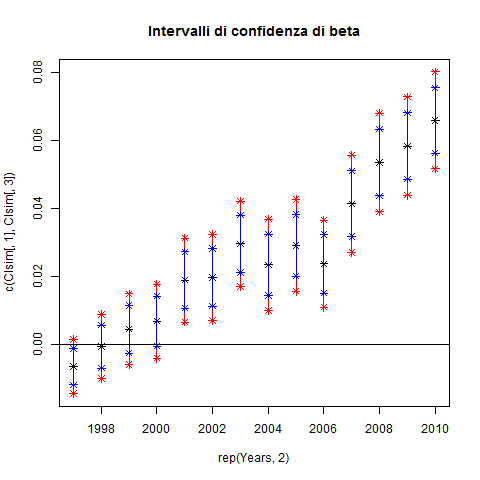 Intervalli di confidenza di beta
c(CIsim[, 1], CIsim[, 3])
0.08
0.06
0.04
0.02
0.00
1998 2000 2002 2004 2006 2008 2010
rep(Years, 2)